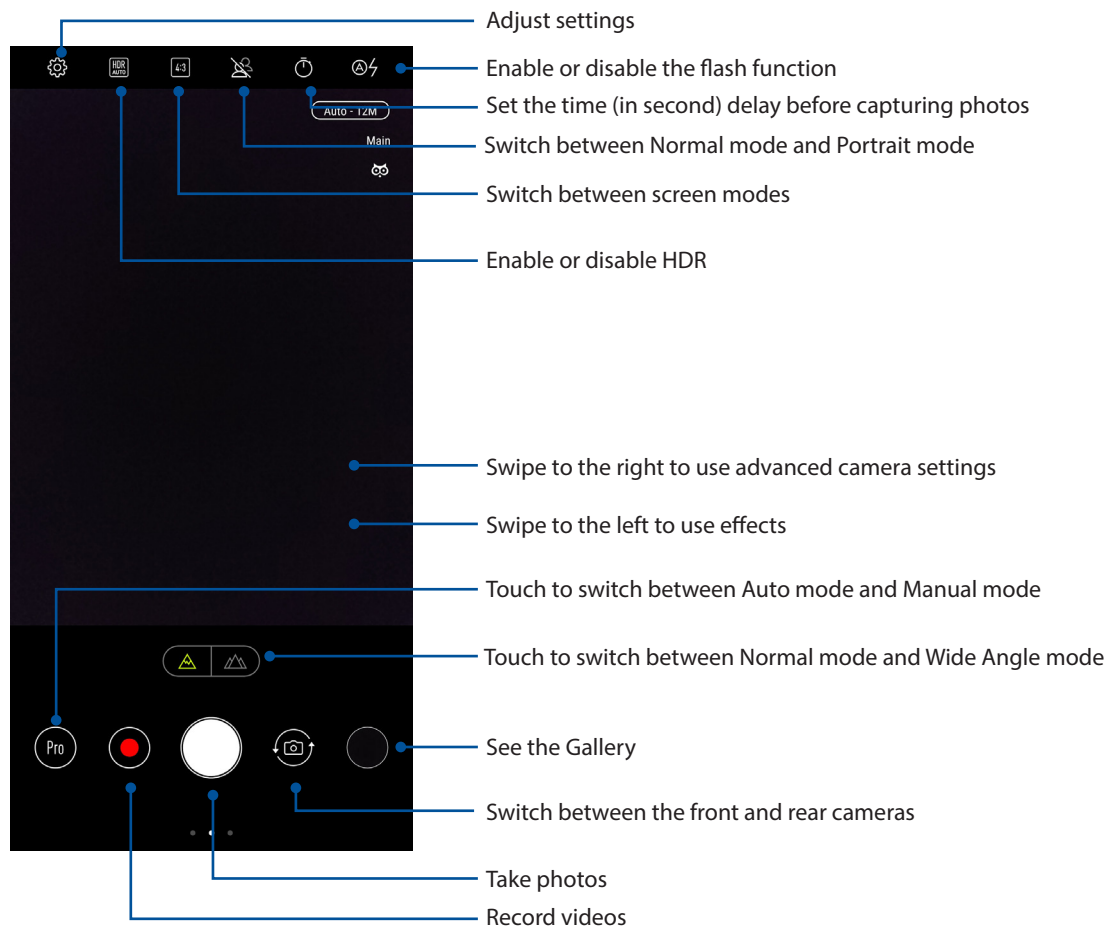 Adjust settings
HDR
AUTO
4:3
A
Enable or disable the flash function
Set the time (in second) delay before capturing photos
Auto - 12M
Main
Switch between Normal mode and Portrait mode
Switch between screen modes
Enable or disable HDR
Swipe to the right to use advanced camera settings
Swipe to the left to use effects
Touch to switch between Auto mode and Manual mode
Touch to switch between Normal mode and Wide Angle mode
Pro
See the Gallery
Switch between the front and rear cameras
Take photos
Record videos